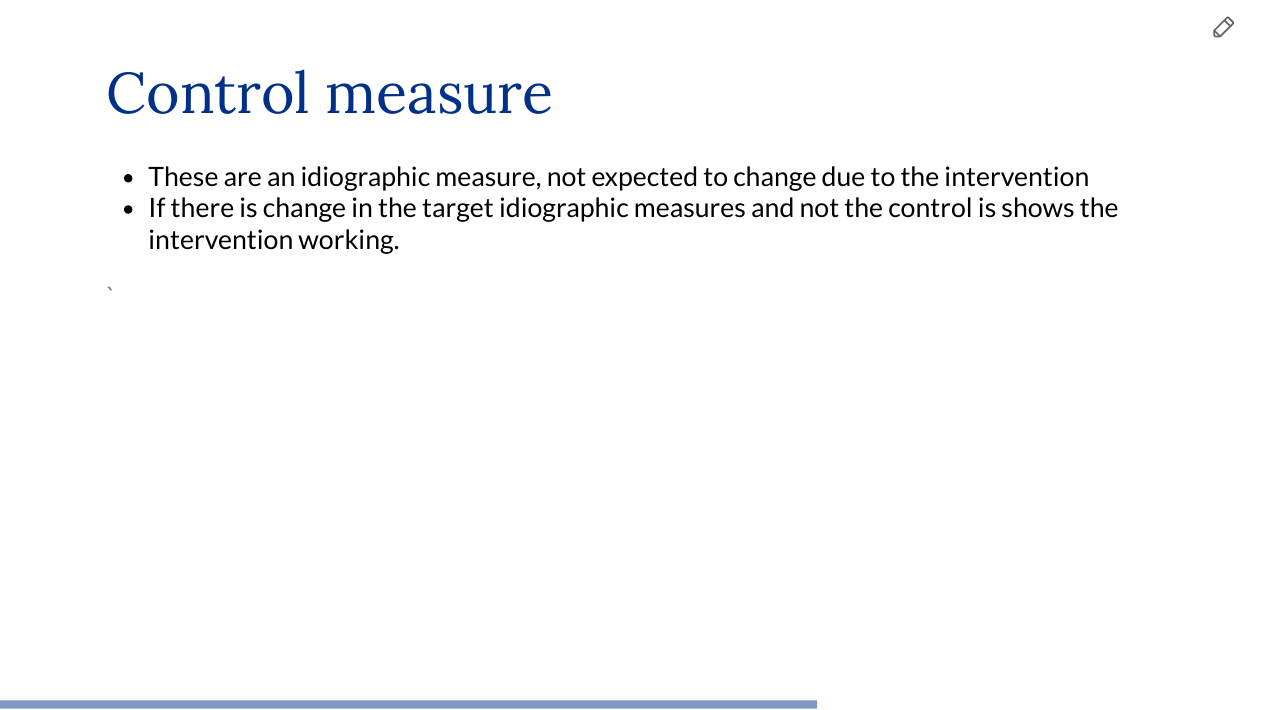 Control measure
• These are an idiographic measure, not expected to change due to the intervention
• If there is change in the target idiographic measures and not the control is shows the
intervention working.
`